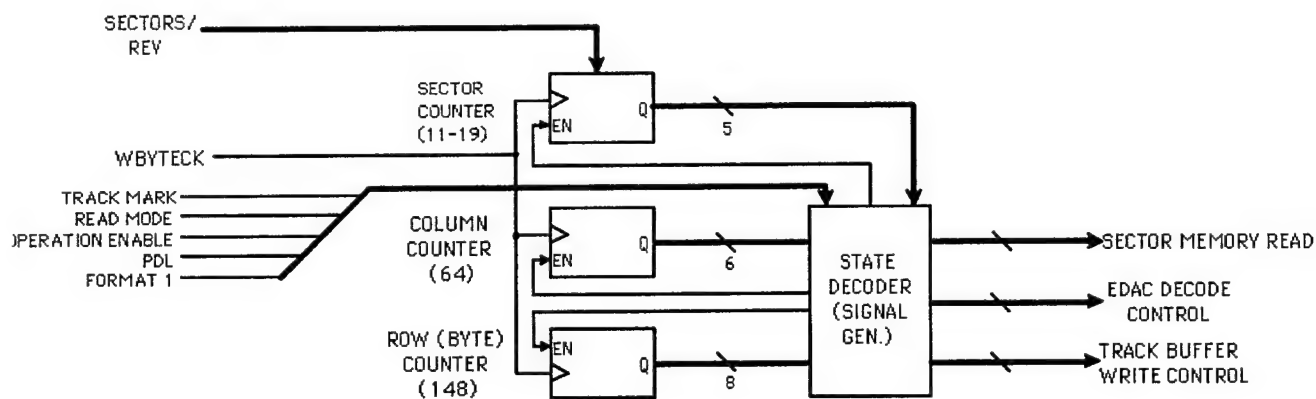 SECTORS/
REV
SECTOR
COUNTER
(11-19)
Q
EN
5
WBYTECK
TRACK MARK
READ MODE
OPERATION ENABLE
PDL
FORMAT 1
COLUMN
COUNTER
(64)
Q
EN
6
ROW (BYTE)
COUNTER
(148)
EN
Q
8
STATE
DECODER
(SIGNAL
GEN.)
SECTOR MEMORY READ
EDAC DECODE
CONTROL
TRACK BUFFER
WRITE CONTROL